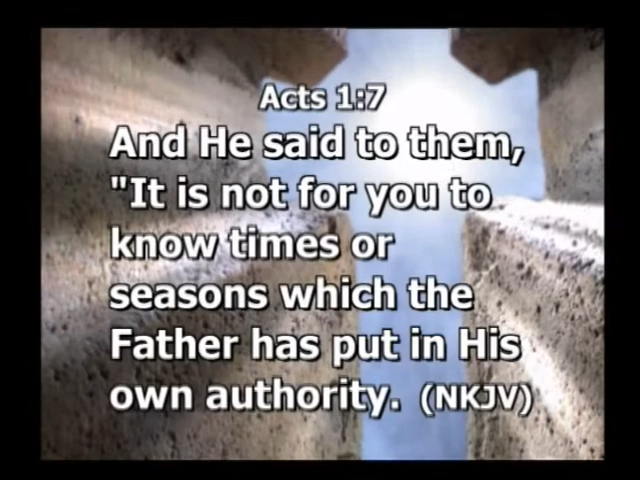 Acts 1:7
And He said to them,
"It is not for you to
know times or
seasons which the
Father has put in His
own authority. (NKJV)